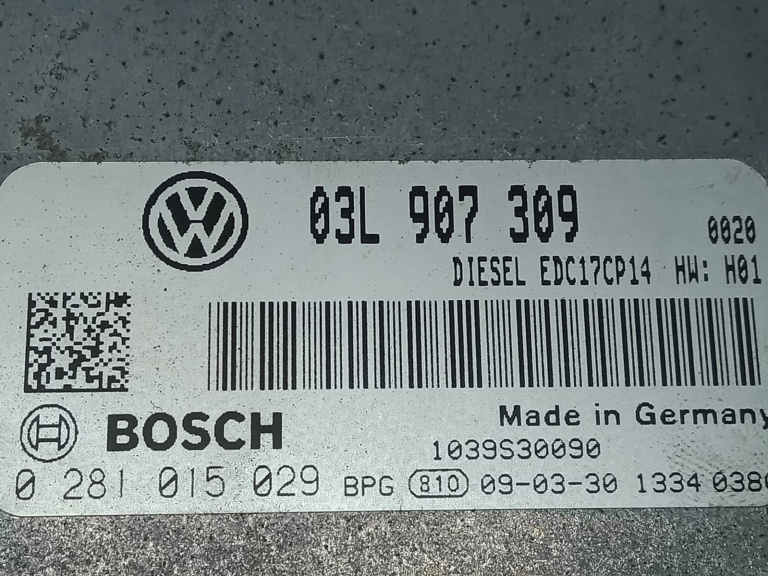 03L 907 309
0020
DIESEL EDC17CP14 HW: H01
BOSCH
Made in Germany
1039S30090
0 281 015 029 BPG 810 09-03-30 1334 038